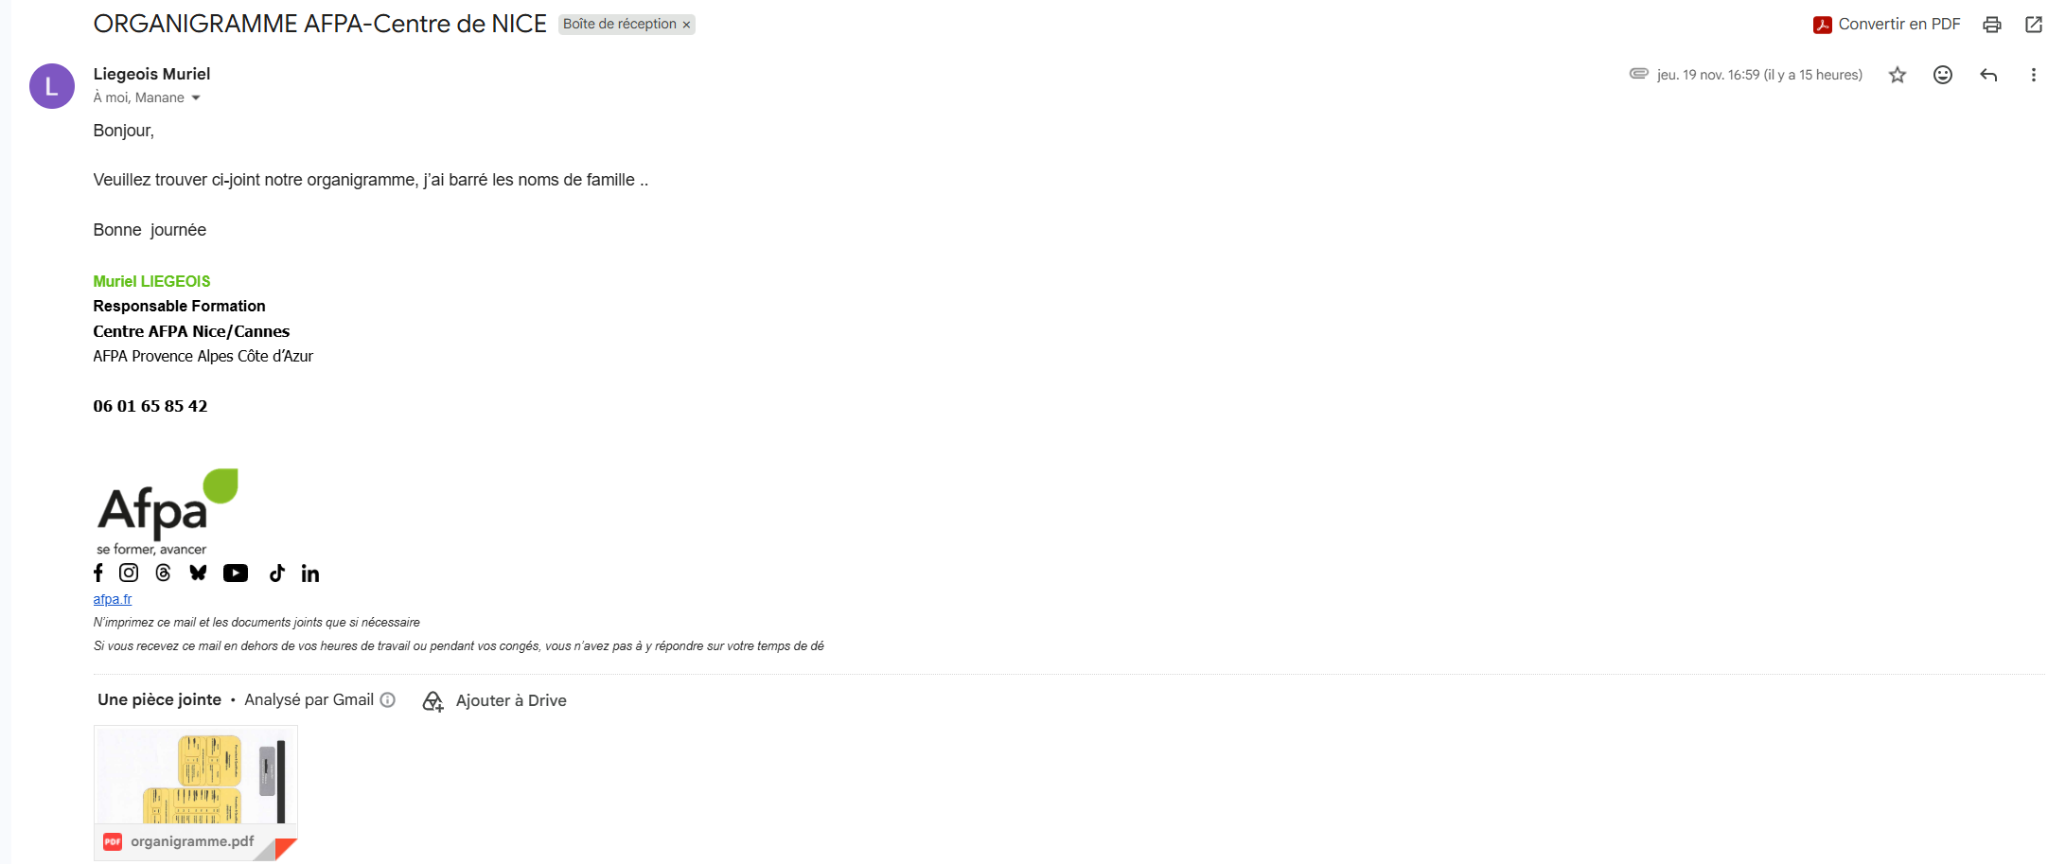 ORGANIGRAMME AFPA-Centre de NICE Boîte de réception × Convertir en PDF
L Liegeois Muriel jeu. 19 nov. 16:59 (il y a 15 heures)
À moi, Manane
Bonjour,
Veuillez trouver ci-joint notre organigramme, j'ai barré les noms de famille ..
Bonne  journée
Muriel LIEGEOIS
Responsable Formation
Centre AFPA Nice/Cannes
AFPA Provence Alpes Côte d'Azur
06 01 65 85 42
Afpa
se former, avancer
afpa.fr
N'imprimez ce mail et les documents joints que si nécessaire
Si vous recevez ce mail en dehors de vos heures de travail ou pendant vos congés, vous n'avez pas à y répondre sur votre temps de dé
Une pièce jointe • Analysé par Gmail Ajouter à Drive
PDF organigramme.pdf